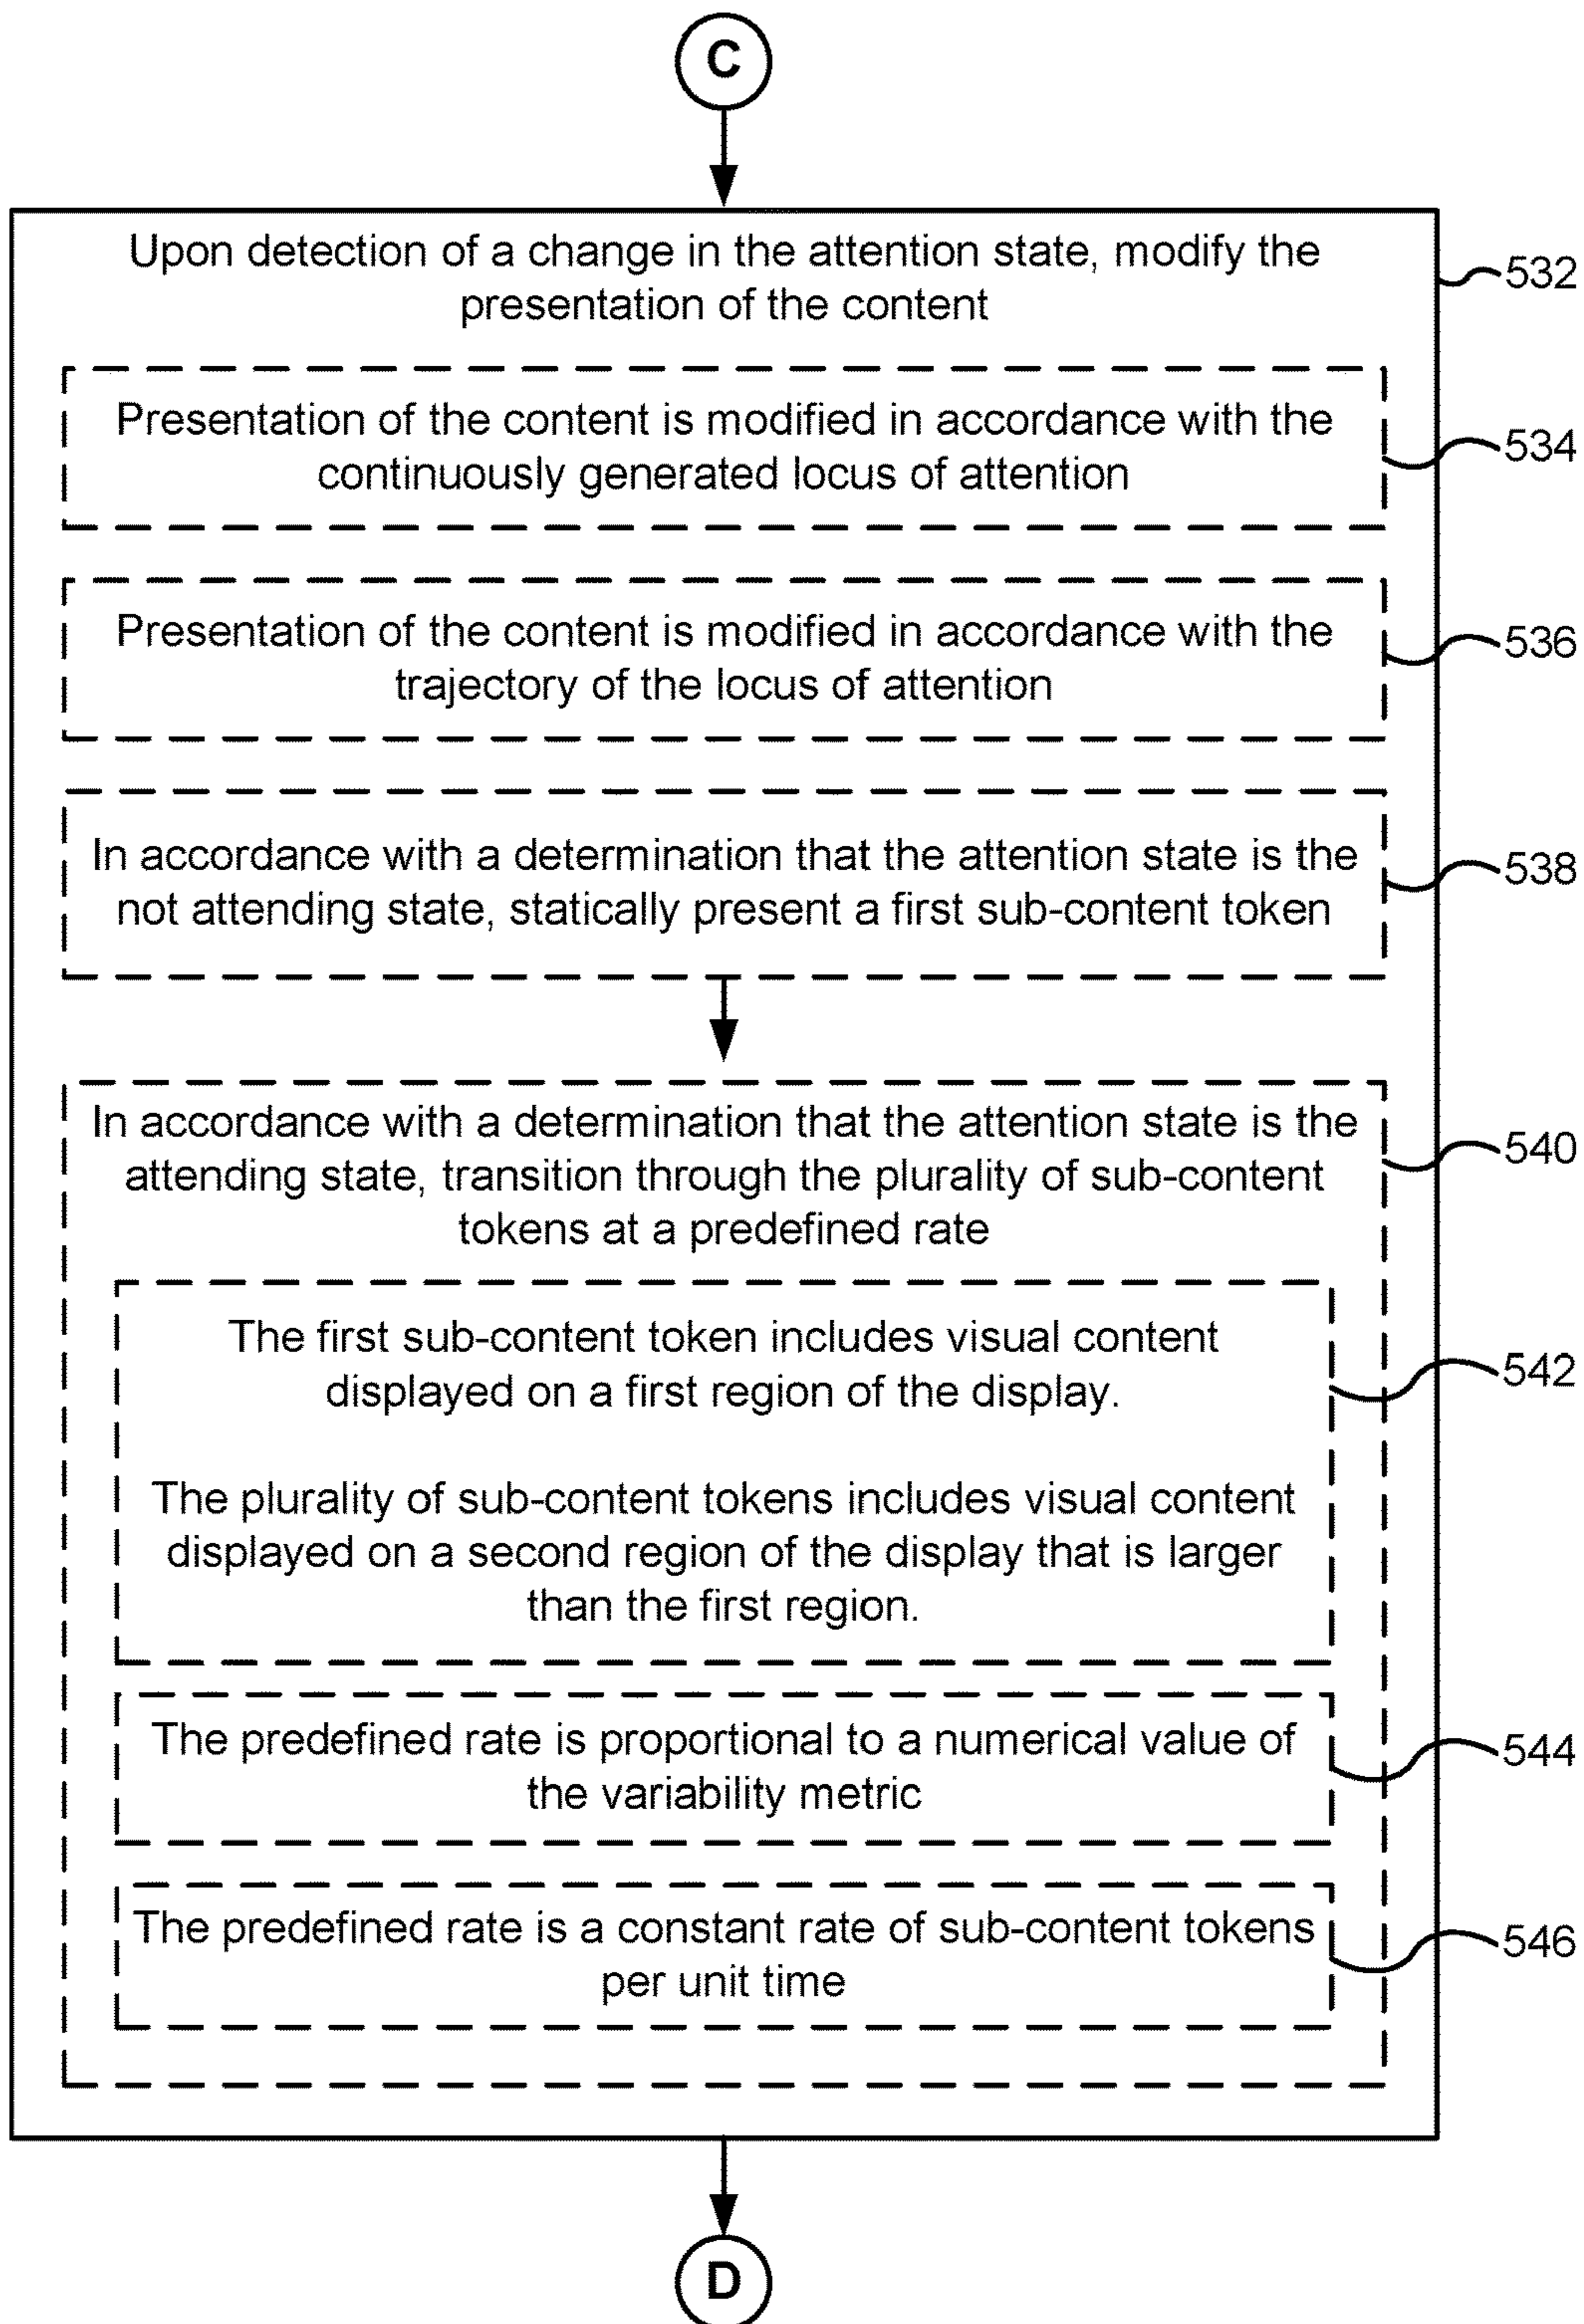 C
Upon detection of a change in the attention state, modify the
presentation of the content
532
Presentation of the content is modified in accordance with the
continuously generated locus of attention
534
Presentation of the content is modified in accordance with the
trajectory of the locus of attention
536
In accordance with a determination that the attention state is the
not attending state, statically present a first sub-content token
538
In accordance with a determination that the attention state is the
attending state, transition through the plurality of sub-content
tokens at a predefined rate
540
The first sub-content token includes visual content
displayed on a first region of the display.
The plurality of sub-content tokens includes visual content
displayed on a second region of the display that is larger
than the first region.
542
The predefined rate is proportional to a numerical value of
the variability metric
544
The predefined rate is a constant rate of sub-content tokens
per unit time
546
D